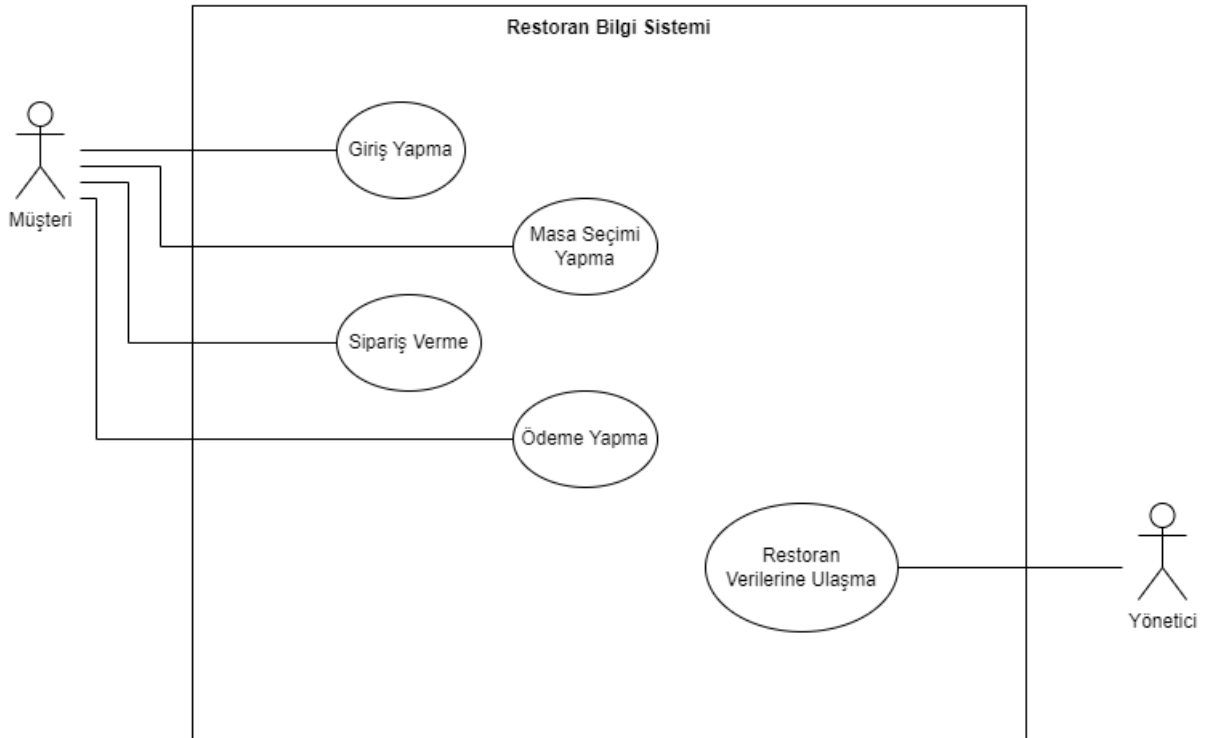 Restoran Bilgi Sistemi
Giriş Yapma
Müşteri
Masa Seçimi
Yapma
Sipariş Verme
Ödeme Yapma
Restoran
Verilerine Ulaşma
Yönetici